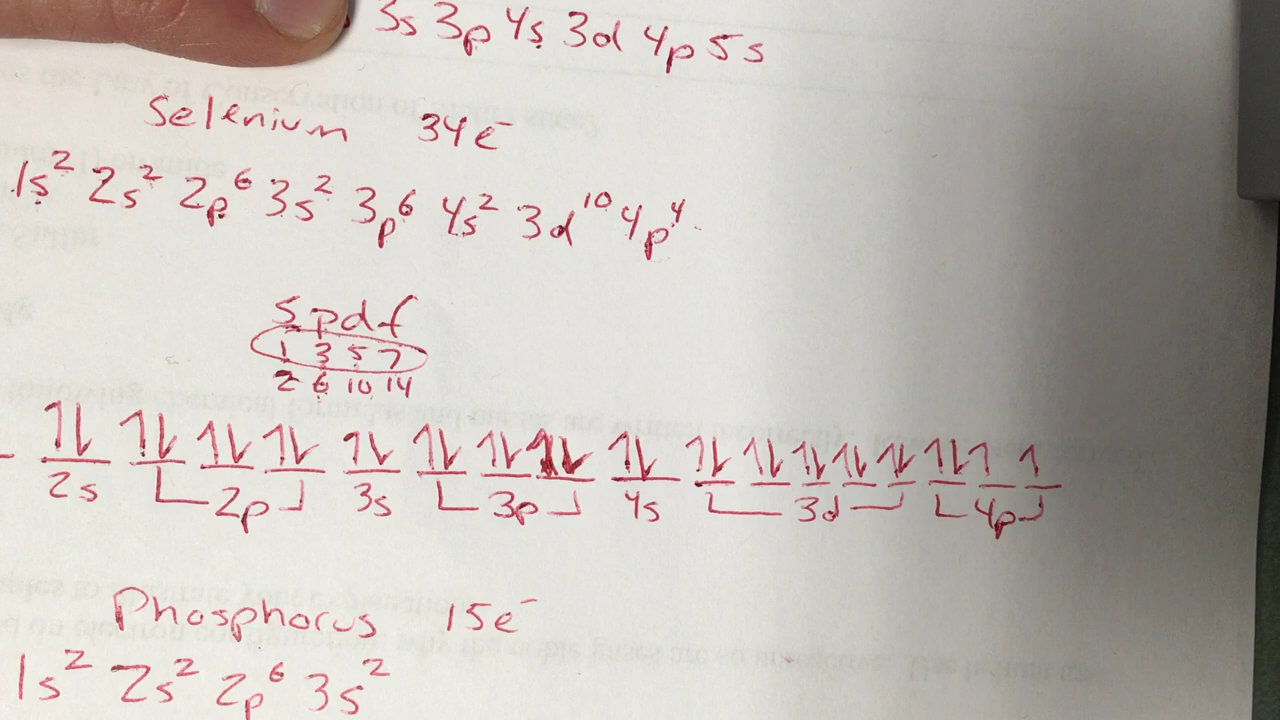 3s 3p 4s 3d 4p 5s
Selenium 34e⁻
1s² 2s² 2p⁶ 3s² 3p⁶ 4s² 3d¹⁰ 4p⁴
s p d f
1 3 5 7
2 6 10 14
2s 2p 3s 3p 4s 3d 4p
Phosphorus 15e⁻
1s² 2s² 2p⁶ 3s²